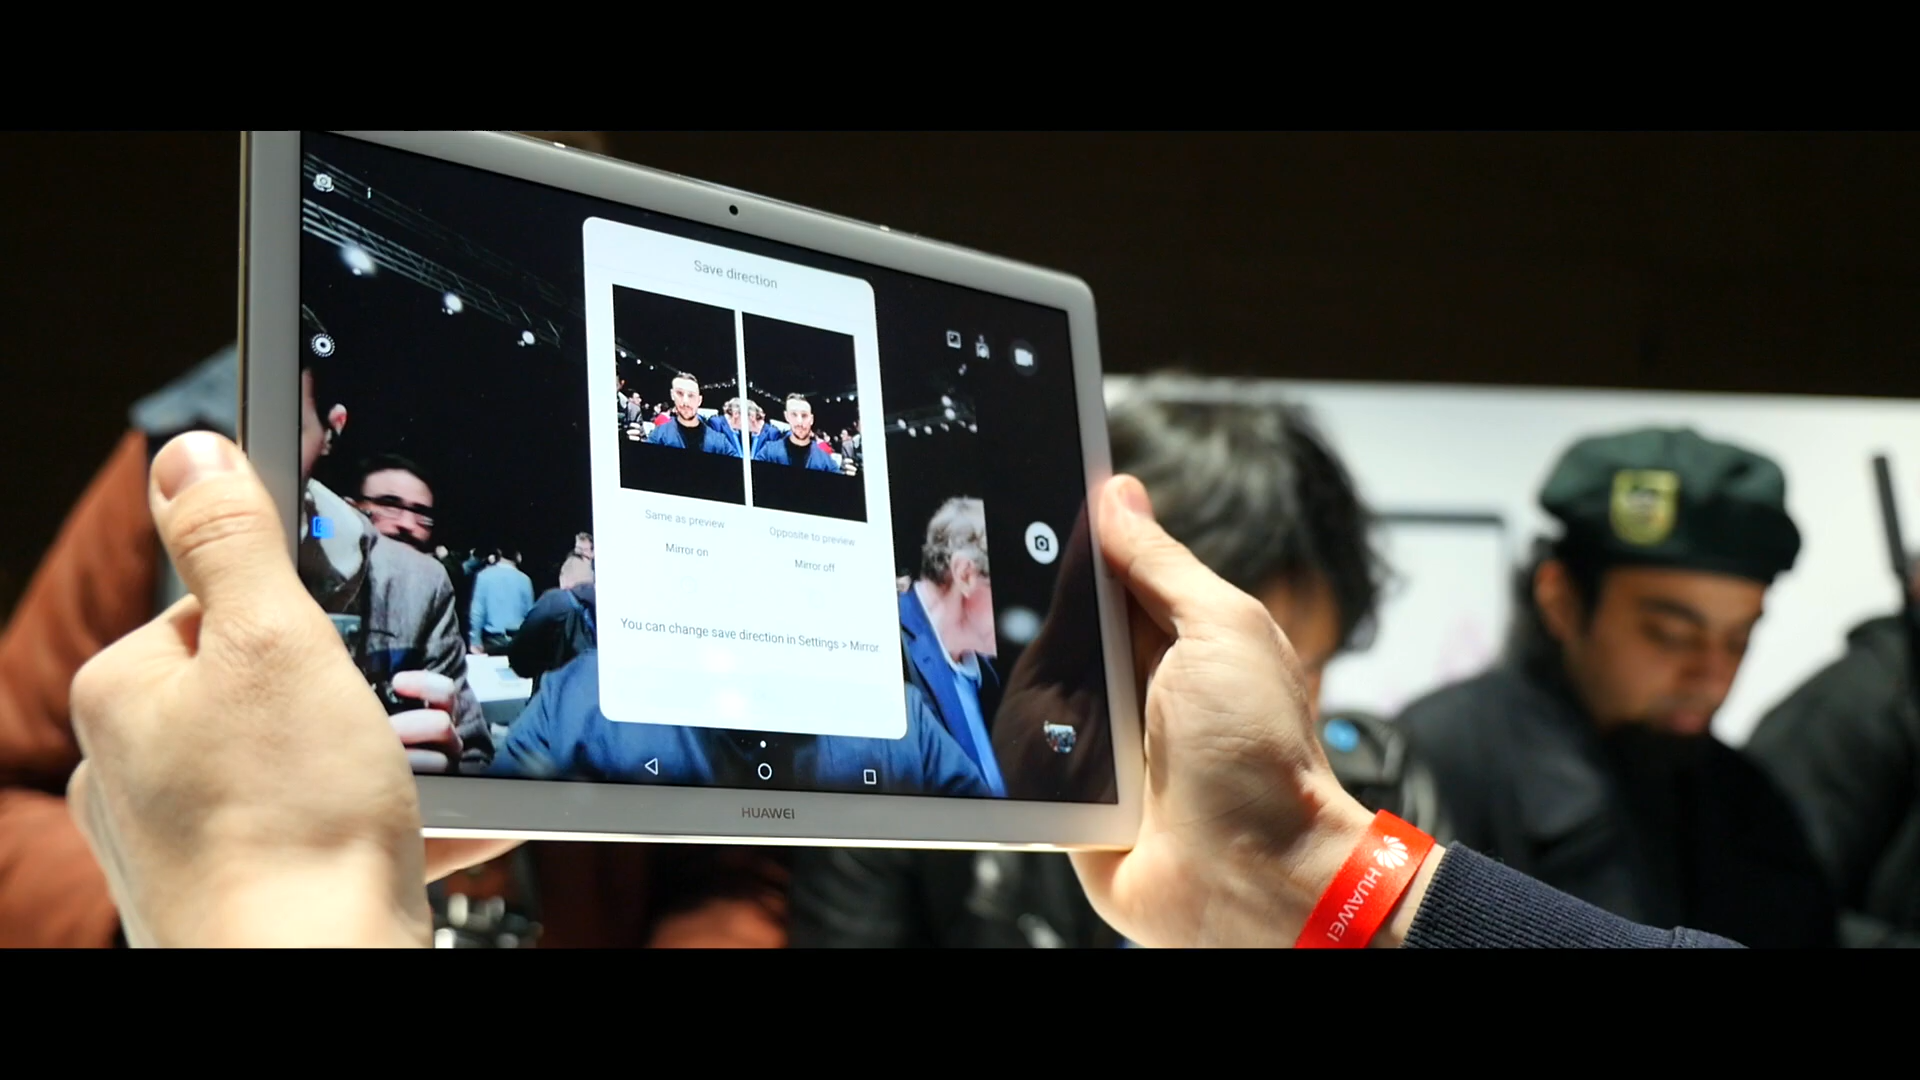 Save direction
Same as preview
Opposite to preview
Mirror on
Mirror off
You can change save direction in Settings > Mirror
HUAWEI
HUAWEI